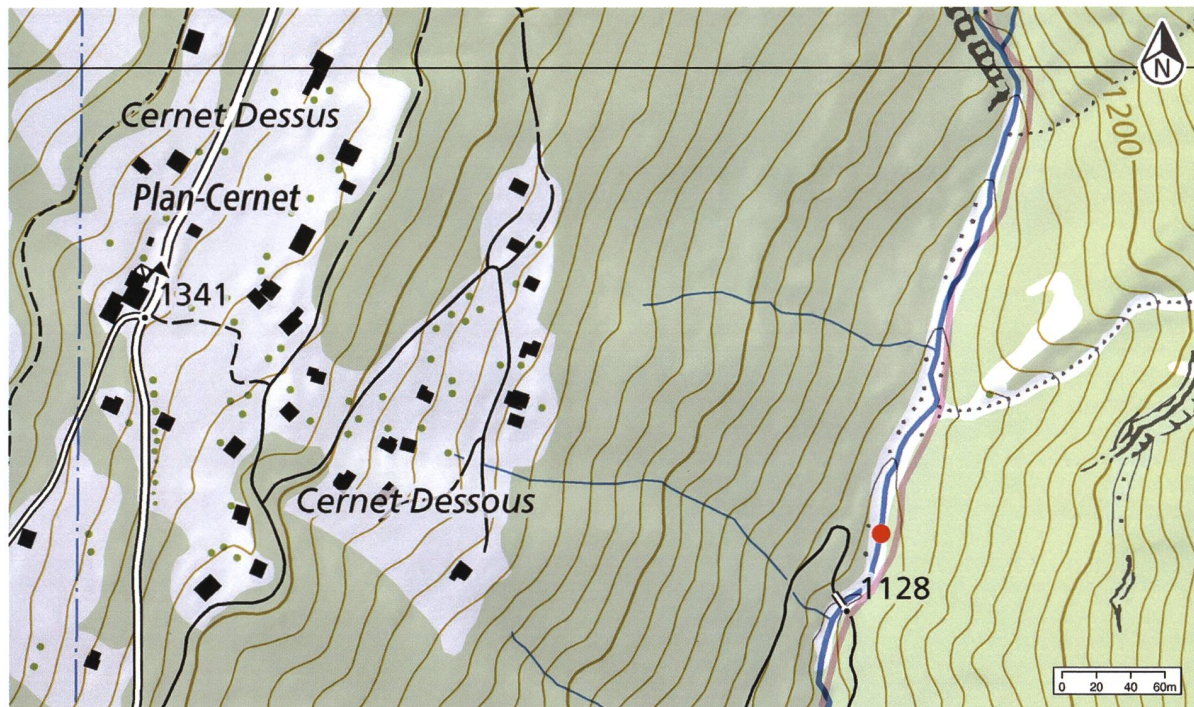 N
1200
Cernet Dessus
Plan-Cernet
1341
Cernet-Dessous
1128
0 20 40 60m